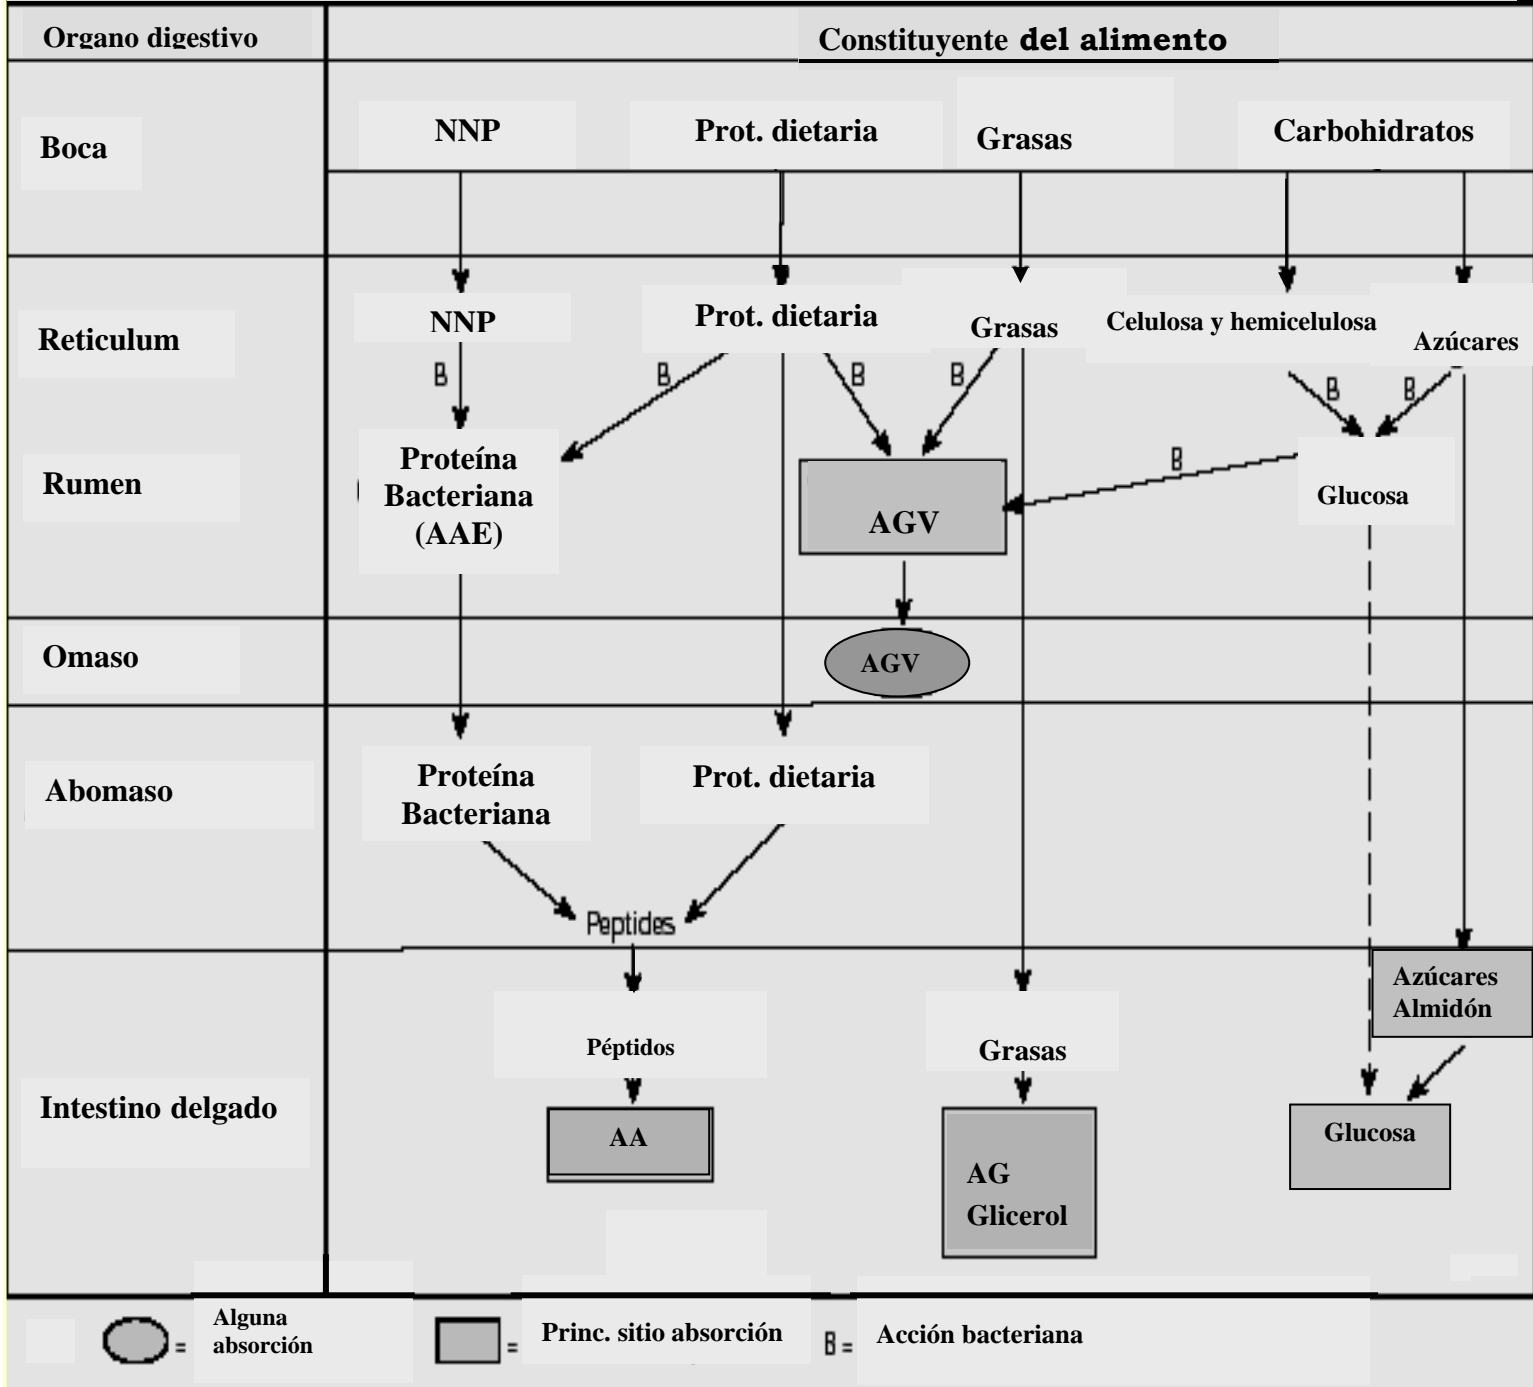 Organo digestivo
Constituyente del alimento
Boca
NNP
Prot. dietaria
Grasas
Carbohidratos
Reticulum
NNP
Prot. dietaria
Grasas
Celulosa y hemicelulosa
Azúcares
B
B
B
B
B
B
Rumen
Proteína
Bacteriana
(AAE)
AGV
B
Glucosa
Omaso
AGV
Abomaso
Proteína
Bacteriana
Prot. dietaria
Peptides
Azúcares
Almidón
Intestino delgado
Péptidos
Grasas
AA
AG
Glicerol
Glucosa
= Alguna
absorción
= Princ. sitio absorción
B = Acción bacteriana